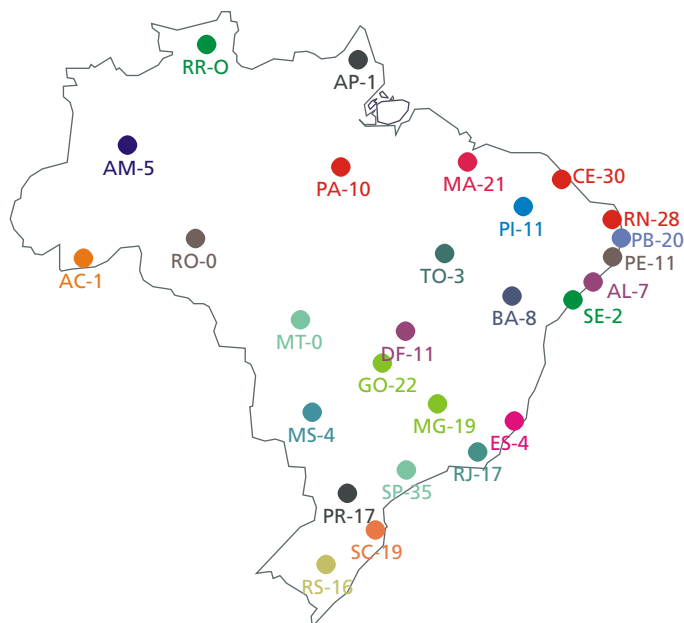 RR-O
AP-1
AM-5
PA-10
MA-21
CE-30
PI-11
RN-28
PB-20
RO-0
TO-3
PE-11
AC-1
AL-7
BA-8
SE-2
MT-0
DF-11
GO-22
MS-4
MG-19
ES-4
RJ-17
SP-35
PR-17
SC-19
RS-16